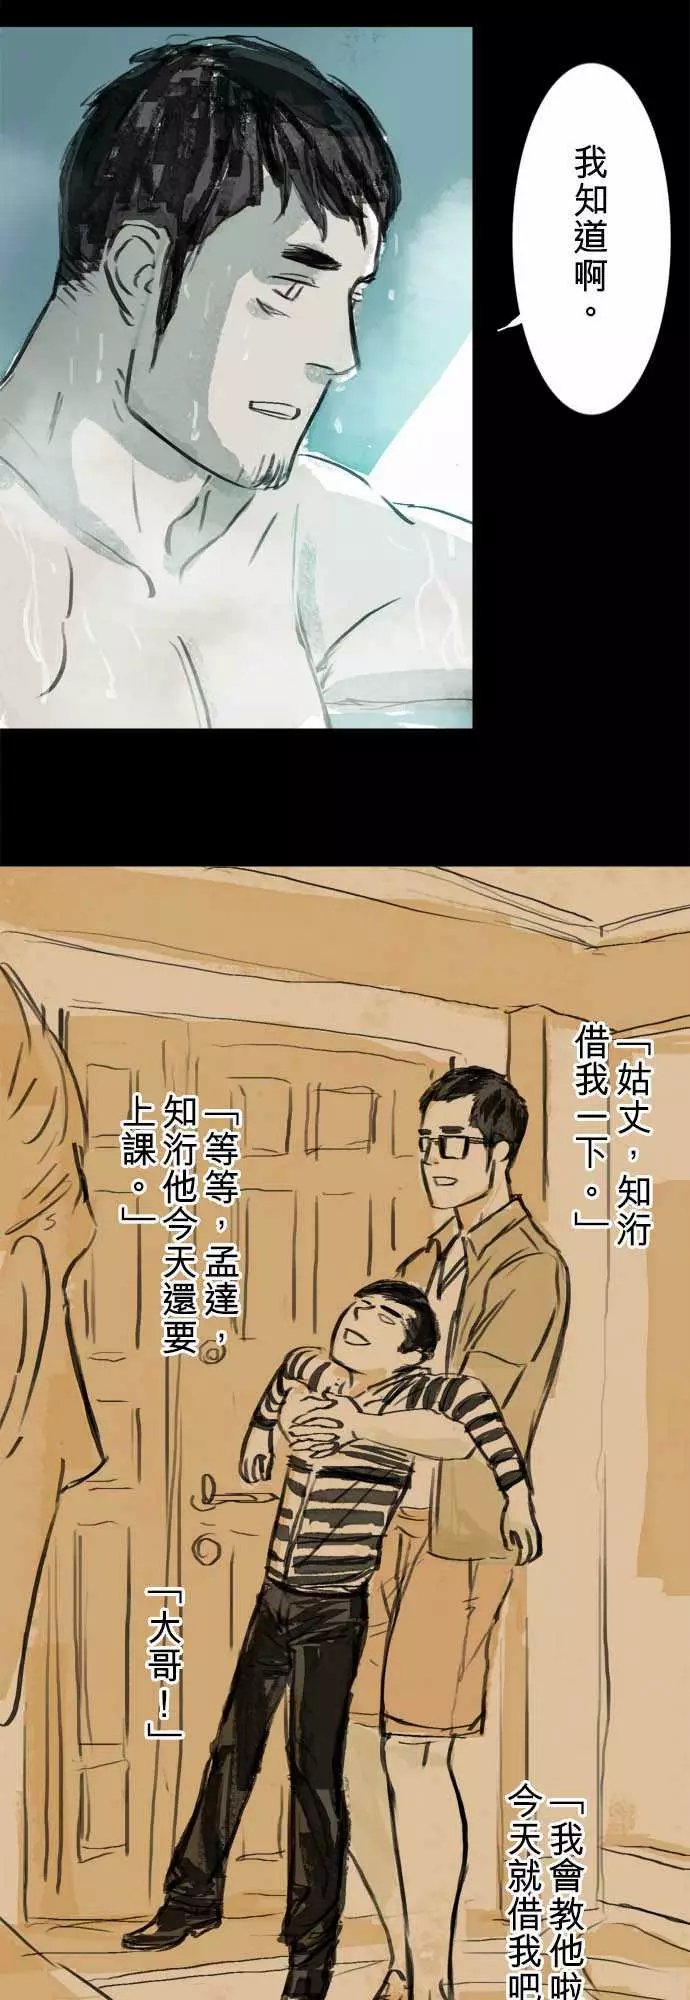 我知道啊。
「姑丈，知洐
借我一下。」
「等等，孟達，
知洐他今天還要
上課。」
「大哥！」
「我會教他啦
今天就借我吧